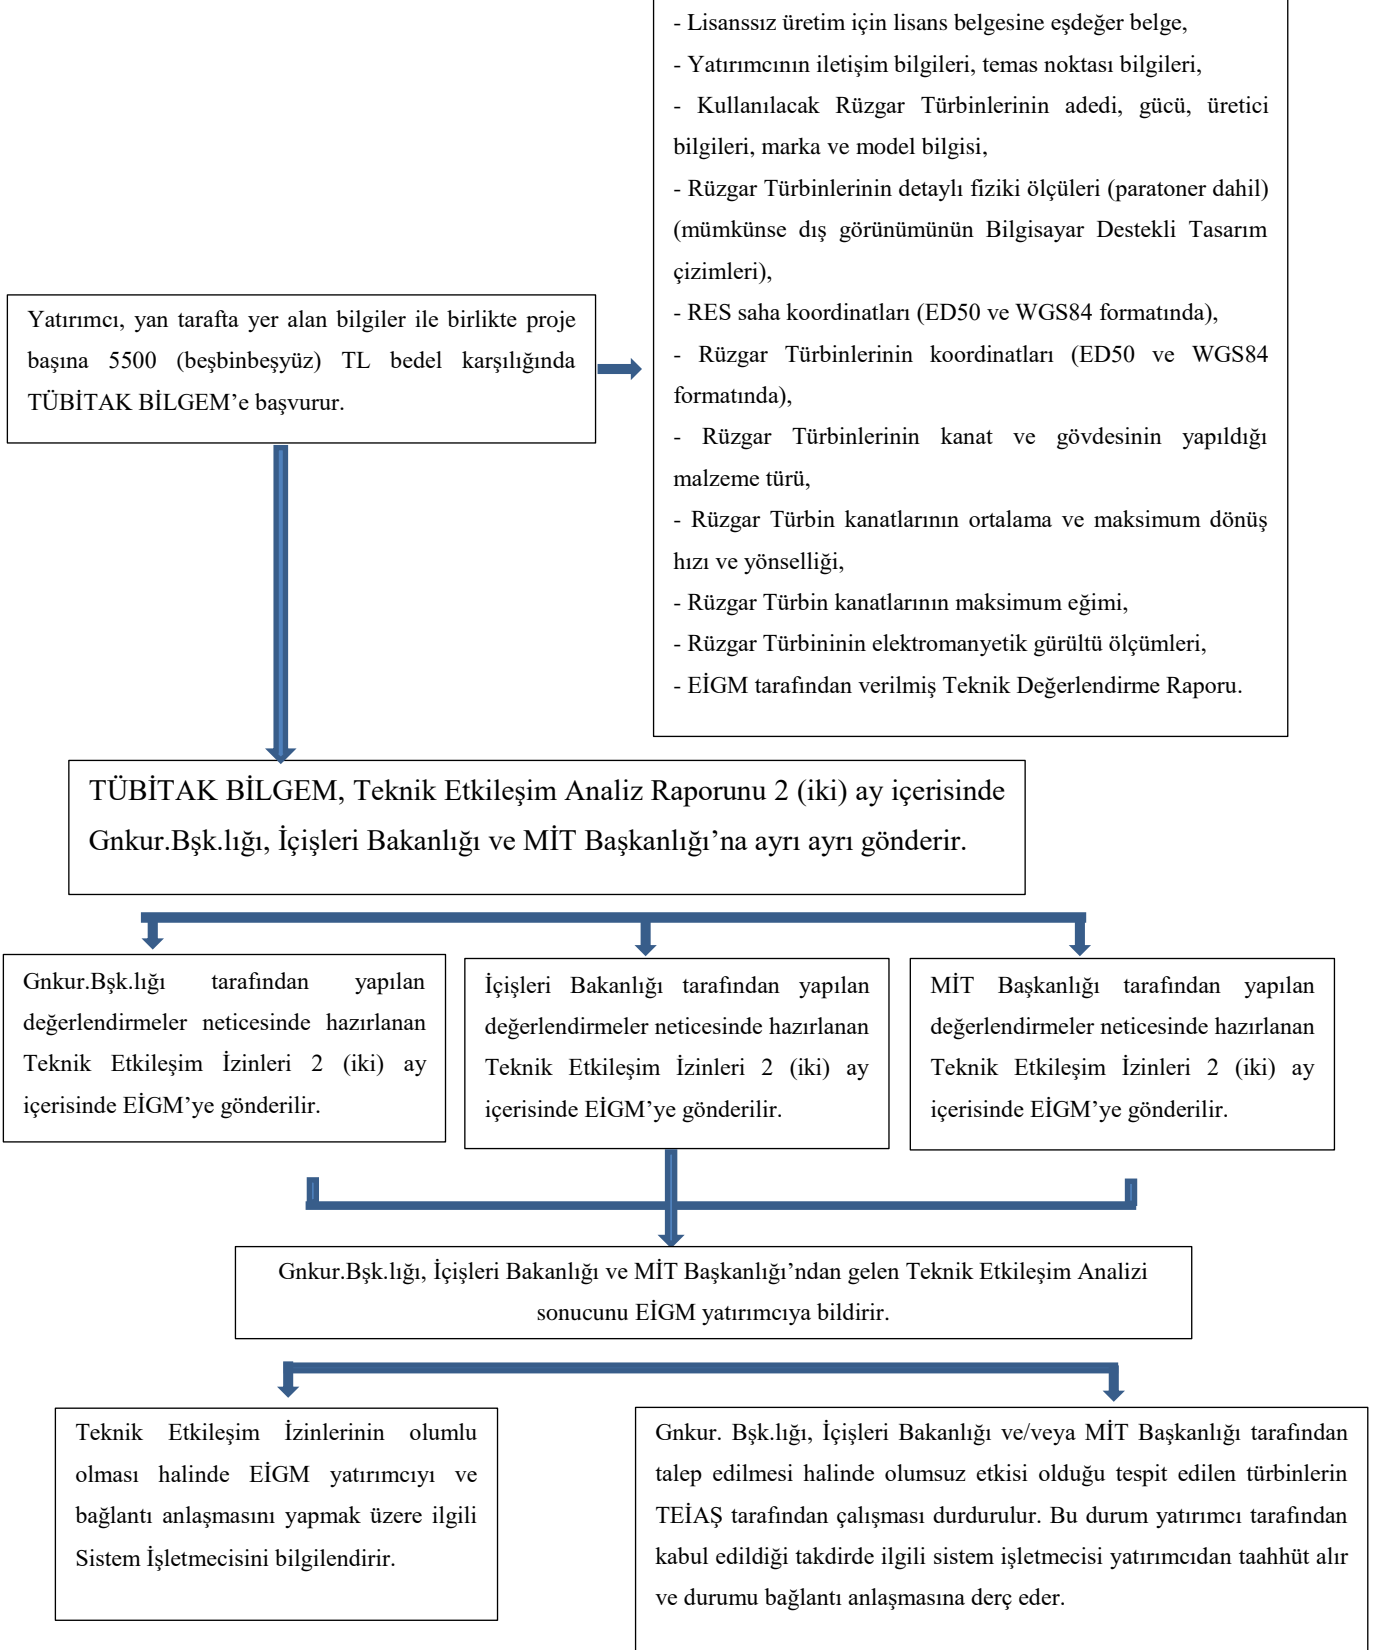 - Lisanssız üretim için lisans belgesine eşdeğer belge,
- Yatırımcının iletişim bilgileri, temas noktası bilgileri,
- Kullanılacak Rüzgar Türbinlerinin adedi, gücü, üretici
bilgileri, marka ve model bilgisi,
- Rüzgar Türbinlerinin detaylı fiziki ölçüleri (paratoner dahil)
(mümkünse dış görünümünün Bilgisayar Destekli Tasarım
çizimleri),
- RES saha koordinatları (ED50 ve WGS84 formatında),
- Rüzgar Türbinlerinin koordinatları (ED50 ve WGS84
formatında),
- Rüzgar Türbinlerinin kanat ve gövdesinin yapıldığı
malzeme türü,
- Rüzgar Türbin kanatlarının ortalama ve maksimum dönüş
hızı ve yönselliği,
- Rüzgar Türbin kanatlarının maksimum eğimi,
- Rüzgar Türbininin elektromanyetik gürültü ölçümleri,
- EİGM tarafından verilmiş Teknik Değerlendirme Raporu.
Yatırımcı, yan tarafta yer alan bilgiler ile birlikte proje
başına 5500 (beşbinbeşyüz) TL bedel karşılığında
TÜBİTAK BİLGEM’e başvurur.
TÜBİTAK BİLGEM, Teknik Etkileşim Analiz Raporunu 2 (iki) ay içerisinde
Gnkur.Bşk.lığı, İçişleri Bakanlığı ve MİT Başkanlığı’na ayrı ayrı gönderir.
Gnkur.Bşk.lığı tarafından yapılan
değerlendirmeler neticesinde hazırlanan
Teknik Etkileşim İzinleri 2 (iki) ay
içerisinde EİGM’ye gönderilir.
İçişleri Bakanlığı tarafından yapılan
değerlendirmeler neticesinde hazırlanan
Teknik Etkileşim İzinleri 2 (iki) ay
içerisinde EİGM’ye gönderilir.
MİT Başkanlığı tarafından yapılan
değerlendirmeler neticesinde hazırlanan
Teknik Etkileşim İzinleri 2 (iki) ay
içerisinde EİGM’ye gönderilir.
Gnkur.Bşk.lığı, İçişleri Bakanlığı ve MİT Başkanlığı’ndan gelen Teknik Etkileşim Analizi
sonucunu EİGM yatırımcıya bildirir.
Teknik Etkileşim İzinlerinin olumlu
olması halinde EİGM yatırımcıyı ve
bağlantı anlaşmasını yapmak üzere ilgili
Sistem İşletmecisini bilgilendirir.
Gnkur. Bşk.lığı, İçişleri Bakanlığı ve/veya MİT Başkanlığı tarafından
talep edilmesi halinde olumsuz etkisi olduğu tespit edilen türbinlerin
TEİAŞ tarafından çalışması durdurulur. Bu durum yatırımcı tarafından
kabul edildiği takdirde ilgili sistem işletmecisi yatırımcıdan taahhüt alır
ve durumu bağlantı anlaşmasına derç eder.